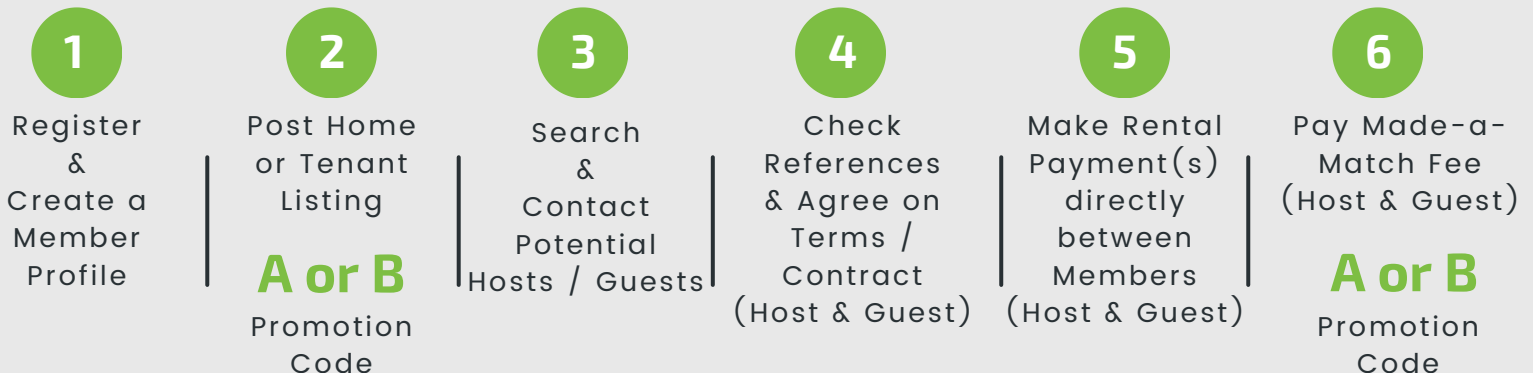 1
Register
&
Create a
Member
Profile
2
Post Home
or Tenant
Listing
A or B
Promotion
Code
3
Search
&
Contact
Potential
Hosts / Guests
4
Check
References
& Agree on
Terms /
Contract
(Host & Guest)
5
Make Rental
Payment(s)
directly
between
Members
(Host & Guest)
6
Pay Made-a-
Match Fee
(Host & Guest)
A or B
Promotion
Code